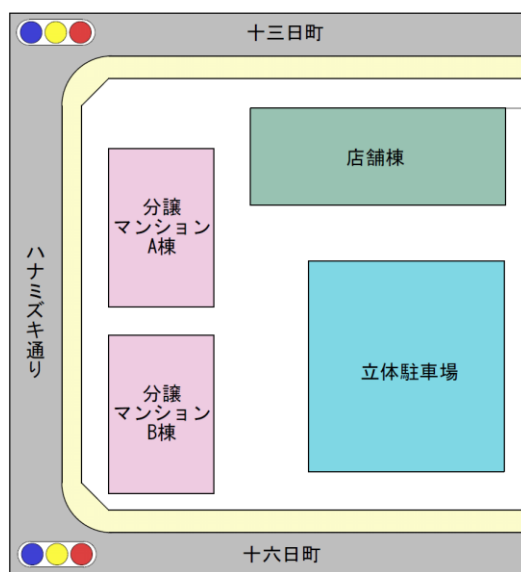 十三日町
店舗棟
分譲
マンション
A棟
ハナミズキ通り
立体駐車場
分譲
マンション
B棟
十六日町